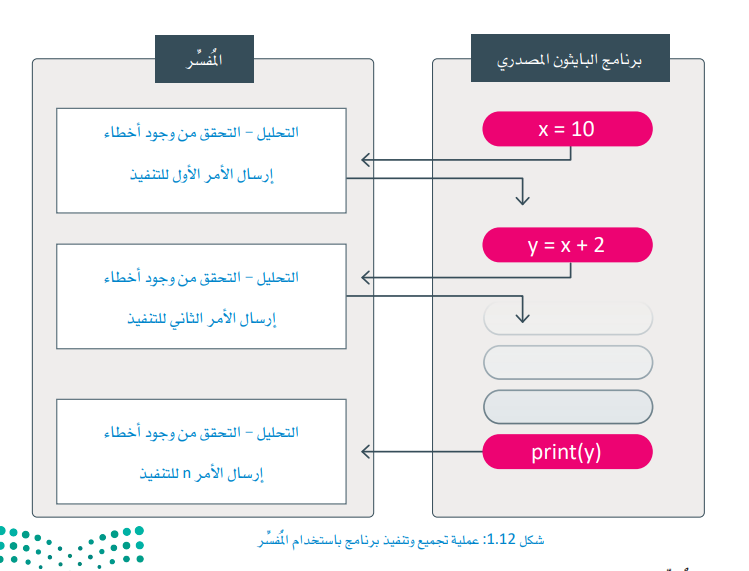 برنامج البايثون المصدري
المُفسِّر
x = 10
التحليل – التحقق من وجود أخطاء
إرسال الأمر الأول للتنفيذ
y = x + 2
التحليل – التحقق من وجود أخطاء
إرسال الأمر الثاني للتنفيذ
print(y)
التحليل – التحقق من وجود أخطاء
إرسال الأمر n للتنفيذ
شكل 1.12: عملية تجميع وتنفيذ برنامج باستخدام المُفسِّر